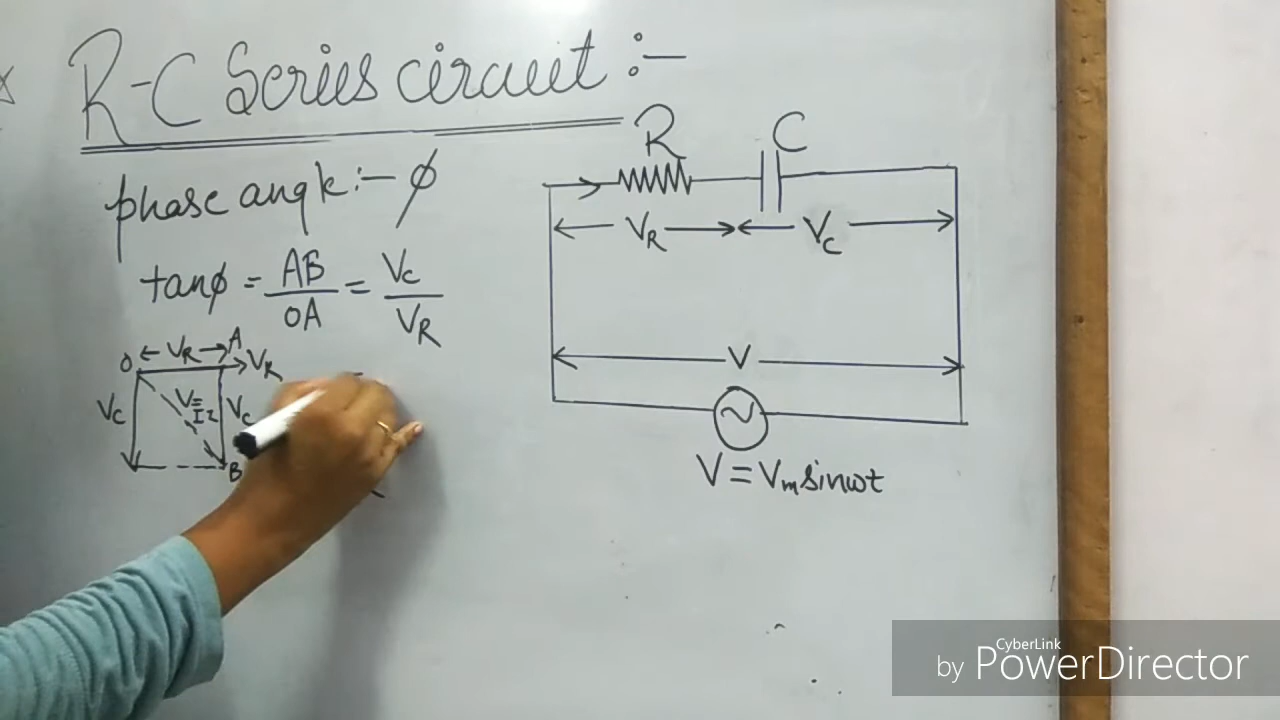 R-C Series circuit :-
phase angle :- φ
tanφ = AB/OA = Vc/VR
O VR A VR
Vc V= Vc
IZ
B
R C
VR Vc
V
V = Vm sinωt
CyberLink
by PowerDirector